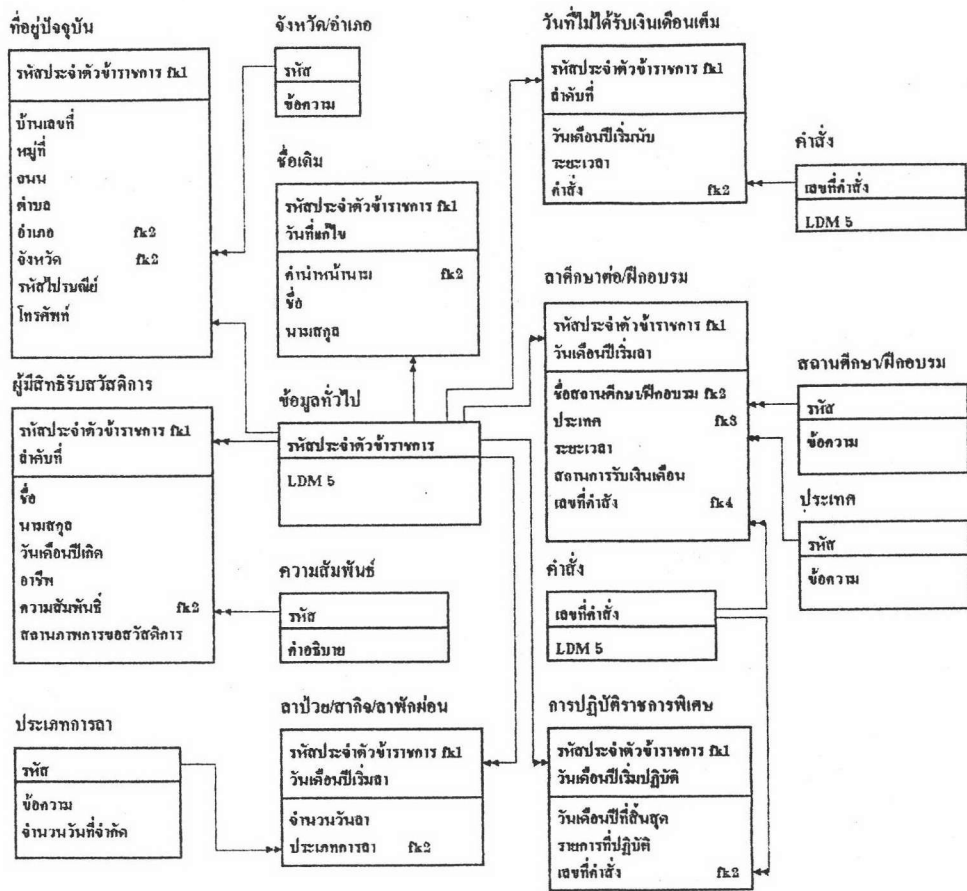 ที่อยู่ปัจจุบัน
รหัสประจำตัวข้าราชการ fk1
บ้านเลขที่
หมู่ที่
ถนน
ตำบล
อำเภอ fk2
จังหวัด fk2
รหัสไปรษณีย์
โทรศัพท์
จังหวัด/อำเภอ
รหัส
ข้อความ
ชื่อเดิม
รหัสประจำตัวข้าราชการ fk1
วันที่แก้ไข
คำนำหน้านาม fk2
ชื่อ
นามสกุล
วันที่ไม่ได้รับเงินเดือนเต็ม
รหัสประจำตัวข้าราชการ fk1
ลำดับที่
วันเดือนปีเริ่มนับ
ระยะเวลา
คำสั่ง fk2
คำสั่ง
เลขที่คำสั่ง
LDM 5
ผู้มีสิทธิรับสวัสดิการ
รหัสประจำตัวข้าราชการ fk1
ลำดับที่
ชื่อ
นามสกุล
วันเดือนปีเกิด
อาชีพ
ความสัมพันธ์ fk2
สถานภาพการขอสวัสดิการ
ข้อมูลทั่วไป
รหัสประจำตัวข้าราชการ
LDM 5
ลาศึกษาต่อ/ฝึกอบรม
รหัสประจำตัวข้าราชการ fk1
วันเดือนปีเริ่มลา
ชื่อสถานศึกษา/ฝึกอบรม fk2
ประเทศ fk3
ระยะเวลา
สถานการรับเงินเดือน
เลขที่คำสั่ง fk4
สถานศึกษา/ฝึกอบรม
รหัส
ข้อความ
ประเทศ
รหัส
ข้อความ
ความสัมพันธ์
รหัส
คำอธิบาย
คำสั่ง
เลขที่คำสั่ง
LDM 5
ประเภทการลา
รหัส
ข้อความ
จำนวนวันที่จำกัด
ลาป่วย/ลากิจ/ลาพักผ่อน
รหัสประจำตัวข้าราชการ fk1
วันเดือนปีเริ่มลา
จำนวนวันลา
ประเภทการลา fk2
การปฏิบัติราชการพิเศษ
รหัสประจำตัวข้าราชการ fk1
วันเดือนปีเริ่มปฏิบัติ
วันเดือนปีที่สิ้นสุด
รายการที่ปฏิบัติ
เลขที่คำสั่ง fk2